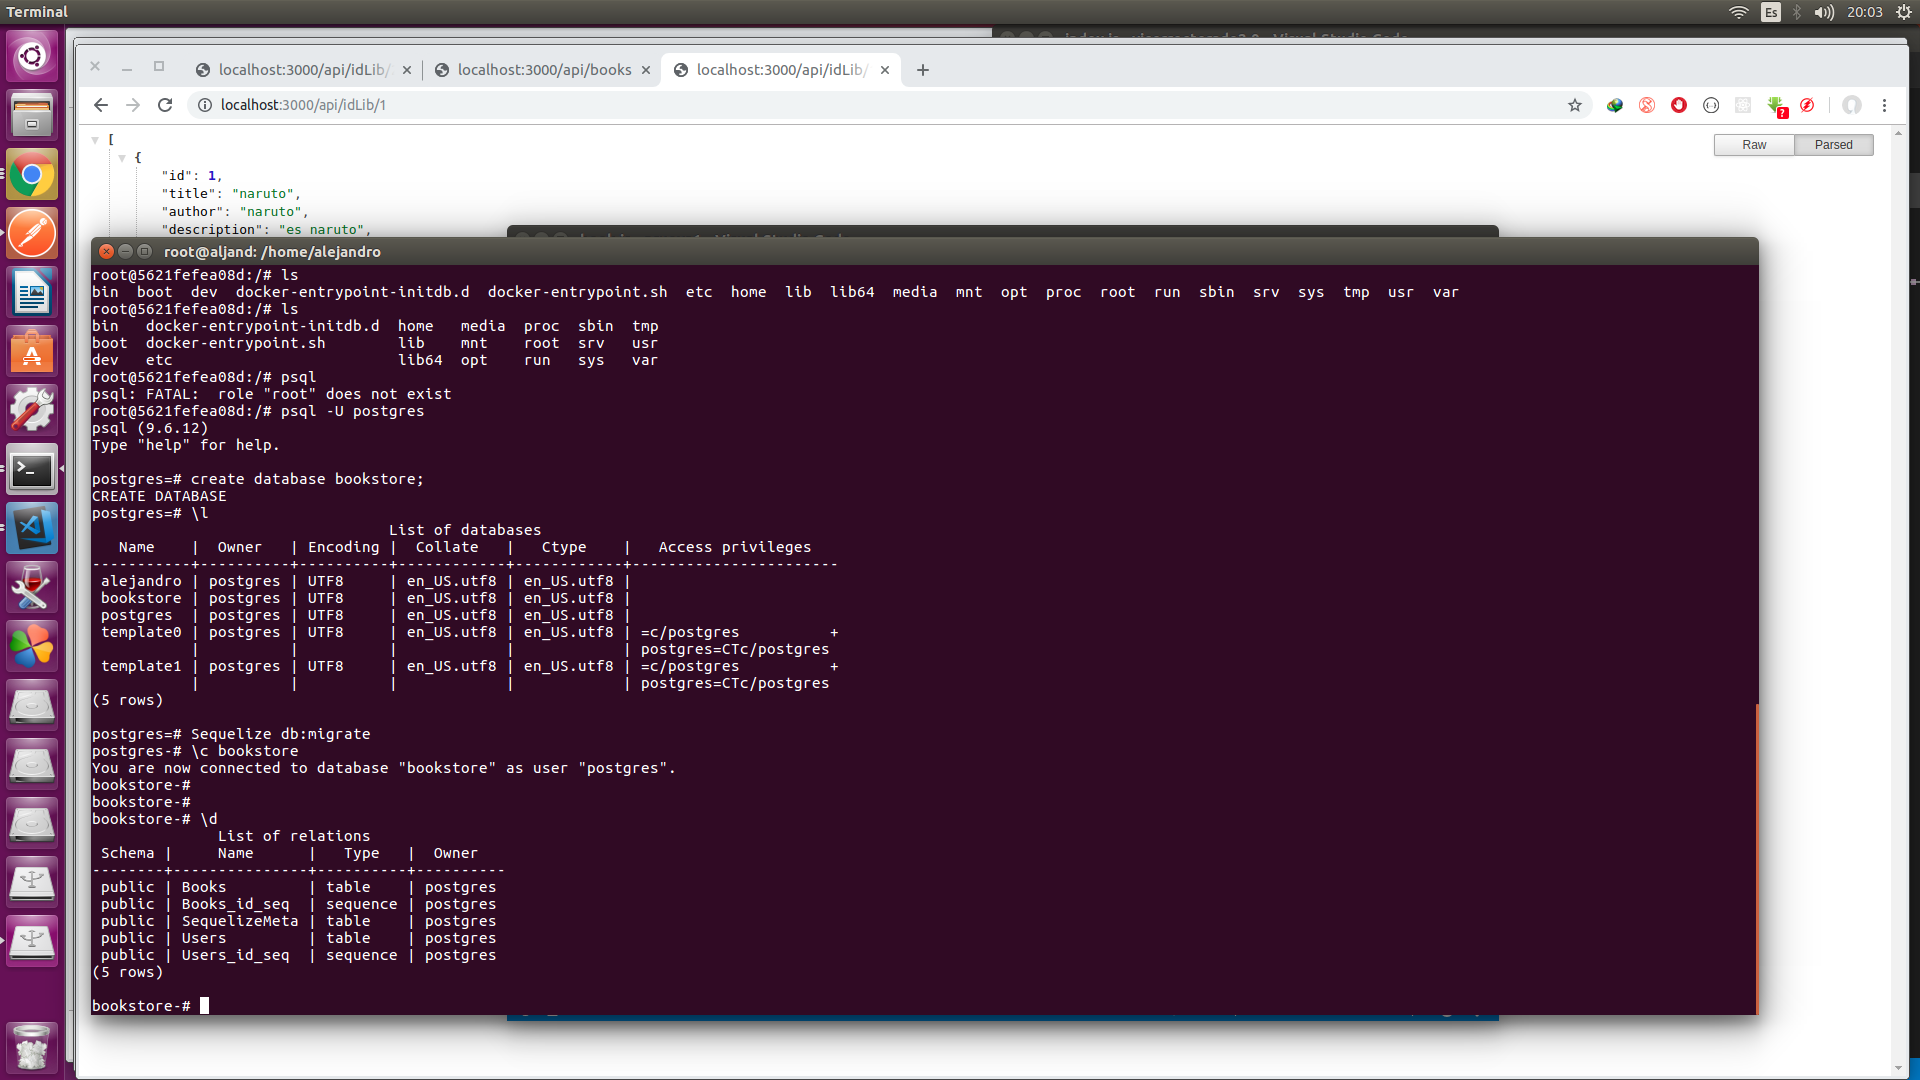 Terminal
Es
20:03
index.js - visorpostgrado2.0 - Visual Studio Code
localhost:3000/api/idLib/
localhost:3000/api/books
localhost:3000/api/idLib/
localhost:3000/api/idLib/1
Raw
Parsed
[
{
"id": 1,
"title": "naruto",
"author": "naruto",
"description": "es naruto",
root@aljand: /home/alejandro
root@5621fefea08d:/# ls
bin  boot  dev  docker-entrypoint-initdb.d  docker-entrypoint.sh  etc  home  lib  lib64  media  mnt  opt  proc  root  run  sbin  srv  sys  tmp  usr  var
root@5621fefea08d:/# ls
bin   docker-entrypoint-initdb.d  home   media  proc  sbin  tmp
boot  docker-entrypoint.sh        lib    mnt    root  srv   usr
dev   etc                         lib64  opt    run   sys   var
root@5621fefea08d:/# psql
psql: FATAL:  role "root" does not exist
root@5621fefea08d:/# psql -U postgres
psql (9.6.12)
Type "help" for help.
postgres=# create database bookstore;
CREATE DATABASE
postgres=# \l
List of databases
   Name    |  Owner   | Encoding |  Collate   |   Ctype    |   Access privileges
-----------+----------+----------+------------+------------+-----------------------
 alejandro | postgres | UTF8     | en_US.utf8 | en_US.utf8 |
 bookstore | postgres | UTF8     | en_US.utf8 | en_US.utf8 |
 postgres  | postgres | UTF8     | en_US.utf8 | en_US.utf8 |
 template0 | postgres | UTF8     | en_US.utf8 | en_US.utf8 | =c/postgres          +
           |          |          |            |            | postgres=CTc/postgres
 template1 | postgres | UTF8     | en_US.utf8 | en_US.utf8 | =c/postgres          +
           |          |          |            |            | postgres=CTc/postgres
(5 rows)
postgres=# Sequelize db:migrate
postgres-# \c bookstore
You are now connected to database "bookstore" as user "postgres".
bookstore-#
bookstore-#
bookstore-# \d
List of relations
 Schema |     Name      |   Type   |  Owner
--------+---------------+----------+----------
 public | Books         | table    | postgres
 public | Books_id_seq  | sequence | postgres
 public | SequelizeMeta | table    | postgres
 public | Users         | table    | postgres
 public | Users_id_seq  | sequence | postgres
(5 rows)
bookstore-#